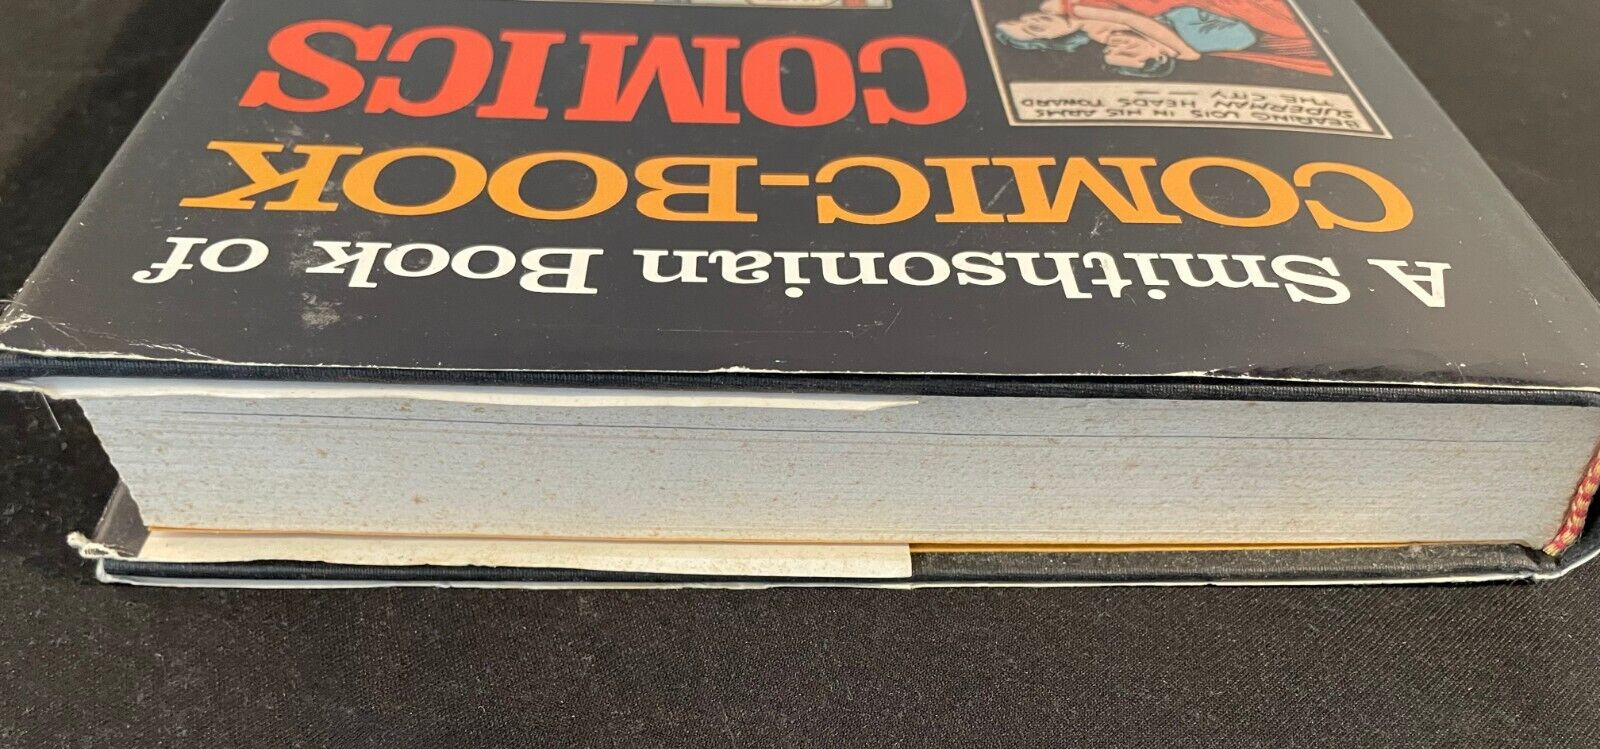 A Smithsonian Book of
COMIC-BOOK
COMICS
BEARING LOIS IN HIS ARMS
SUPERMAN HEADS TOWARD
THE CITY — —